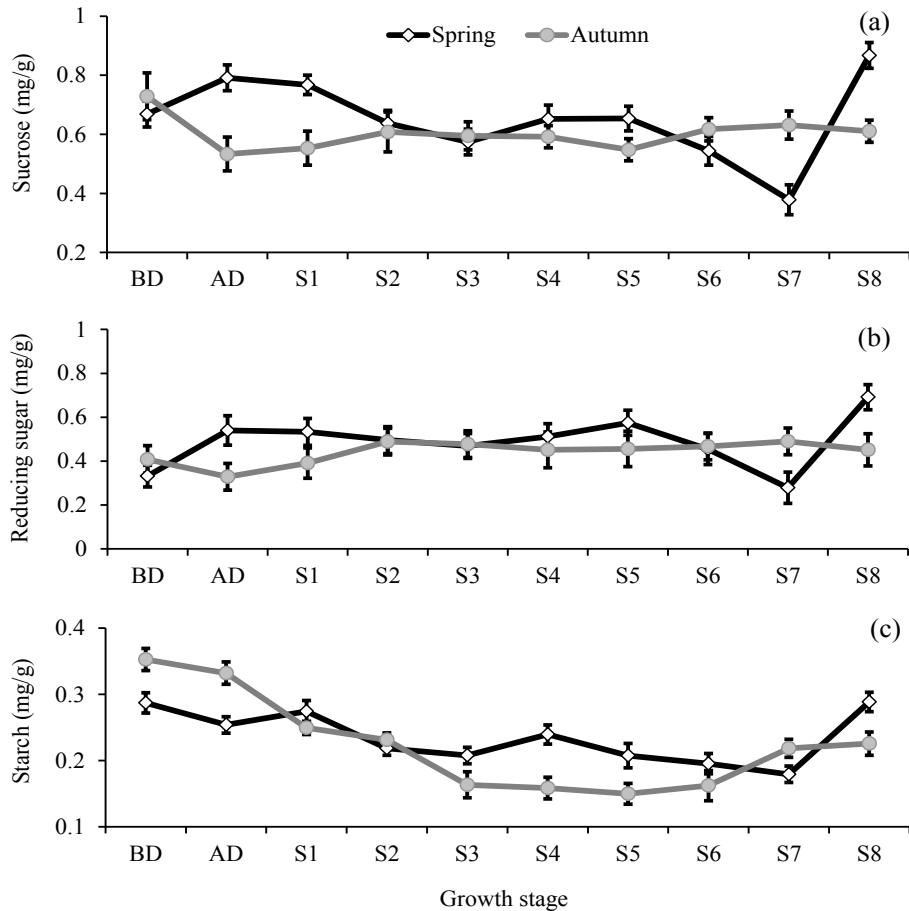 (a)
Spring Autumn
Sucrose (mg/g)
1
0.8
0.6
0.4
0.2
BD AD S1 S2 S3 S4 S5 S6 S7 S8
(b)
Reducing sugar (mg/g)
1
0.8
0.6
0.4
0.2
0
BD AD S1 S2 S3 S4 S5 S6 S7 S8
(c)
Starch (mg/g)
0.4
0.3
0.2
0.1
BD AD S1 S2 S3 S4 S5 S6 S7 S8
Growth stage